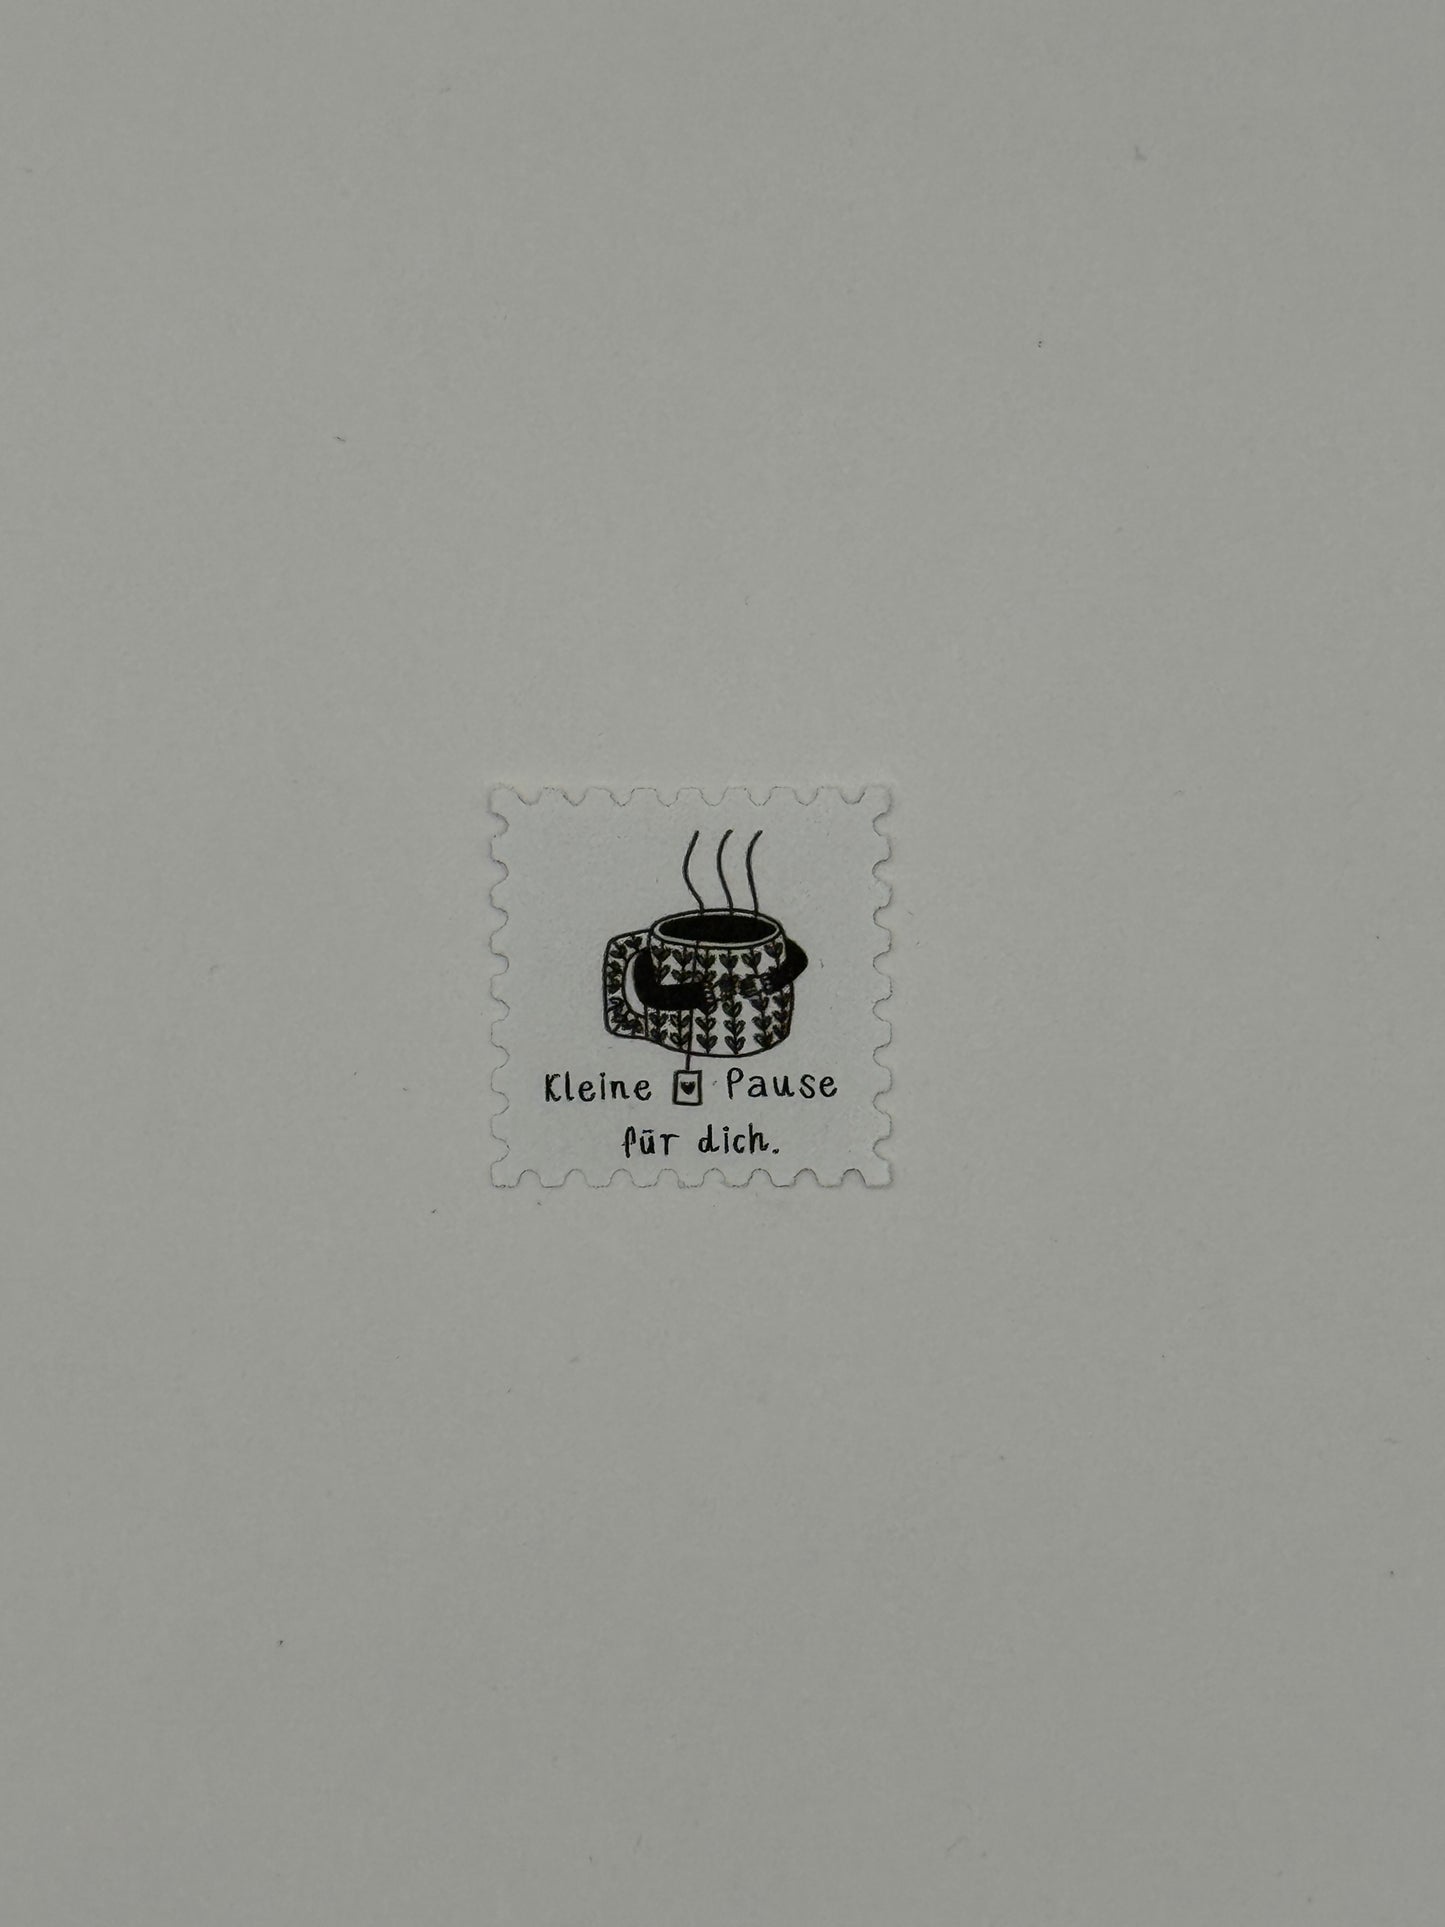 Kleine Pause
für dich.